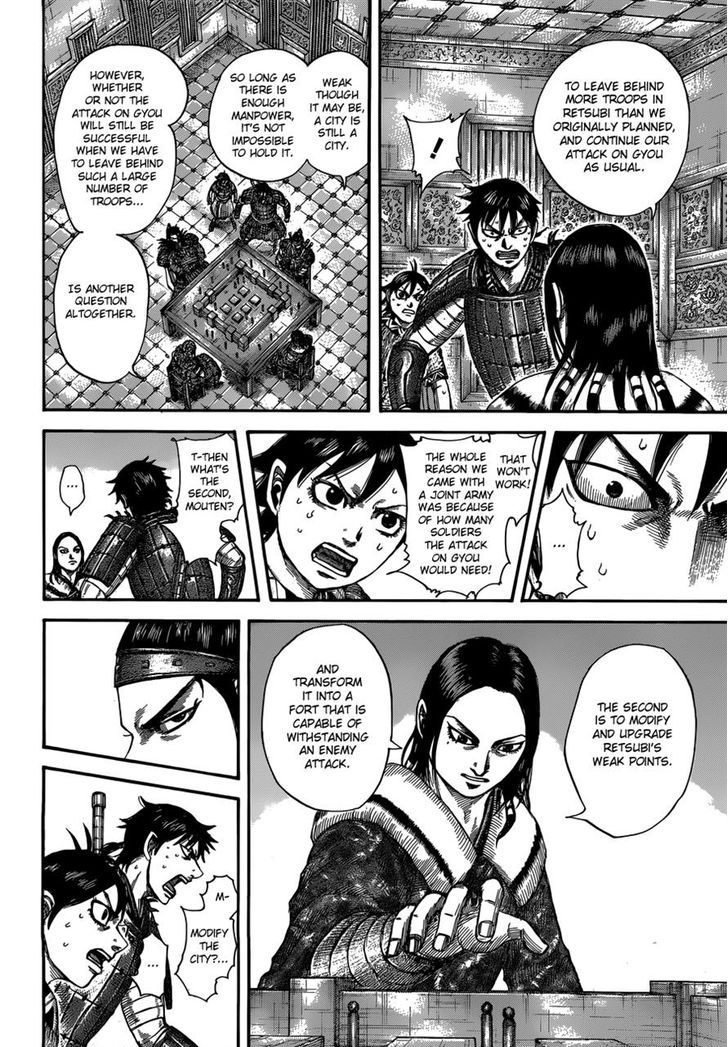 TO LEAVE BEHIND
MORE TROOPS IN
RETSUBI THAN WE
ORIGINALLY PLANNED,
AND CONTINUE OUR
ATTACK ON GYOU
AS USUAL.
!
WEAK
THOUGH
IT MAY BE,
A CITY IS
STILL A
CITY.
SO LONG AS
THERE IS
ENOUGH
MANPOWER,
IT'S NOT
IMPOSSIBLE
TO HOLD IT.
HOWEVER,
WHETHER
OR NOT THE
ATTACK ON GYOU
WILL STILL BE
SUCCESSFUL
WHEN WE HAVE
TO LEAVE BEHIND
SUCH A LARGE
NUMBER OF
TROOPS...
IS ANOTHER
QUESTION
ALTOGETHER.
...
THAT
WON'T
WORK!
THE WHOLE
REASON WE
CAME WITH
A JOINT ARMY
WAS BECAUSE
OF HOW MANY
SOLDIERS
THE ATTACK
ON GYOU
WOULD NEED!
T-THEN
WHAT'S
THE
SECOND,
MOUTEN?
...
THE SECOND
IS TO MODIFY
AND UPGRADE
RETSUBI'S
WEAK POINTS.
AND
TRANSFORM
IT INTO A
FORT THAT IS
CAPABLE OF
WITHSTANDING
AN ENEMY
ATTACK.
M-
MODIFY
THE
CITY?...
...